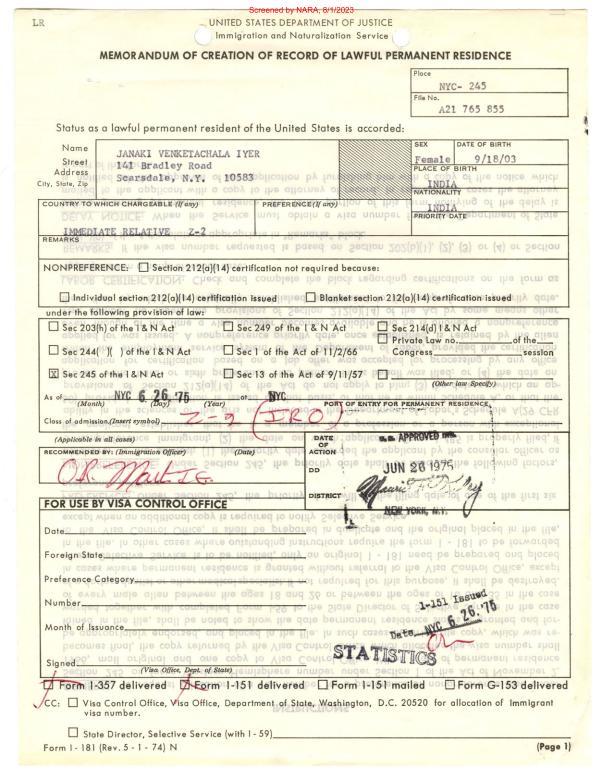 Screened by NARA, 8/1/2023
LR
UNITED STATES DEPARTMENT OF JUSTICE
Immigration and Naturalization Service
MEMORANDUM OF CREATION OF RECORD OF LAWFUL PERMANENT RESIDENCE
Place
NYC- 245
File No.
A21 765 855
Status as a lawful permanent resident of the United States is accorded:
Name
Street
Address
City, State, Zip
JANAKI VENKETACHALA IYER
141 Bradley Road
Scarsdale, N.Y. 10583
SEX
Female
DATE OF BIRTH
9/18/03
PLACE OF BIRTH
INDIA
NATIONALITY
INDIA
COUNTRY TO WHICH CHARGEABLE (If any)
PREFERENCE (If any)
PRIORITY DATE
IMMEDIATE RELATIVE Z-2
REMARKS
NONPREFERENCE: Section 212(a)(14) certification not required because:
Individual section 212(a)(14) certification issued Blanket section 212(a)(14) certification issued
under the following provision of law:
Sec 203(h) of the I & N Act Sec 249 of the I & N Act Sec 214(d) I & N Act
Private Law no. of the
Sec 244( )( ) of the I & N Act Sec 1 of the Act of 11/2/66 Congress session
X Sec 245 of the I & N Act Sec 13 of the Act of 9/11/57
(Other law Specify)
As of NYC 6. 26. '75 at NYC
(Month) (Day) (Year) PORT OF ENTRY FOR PERMANENT RESIDENCE
Class of admission (Insert symbol) Z-2 (IRO)
(Applicable in all cases)
RECOMMENDED BY: (Immigration Officer) (Date)
DATE
OF
ACTION
DD
DISTRICT
APPROVED
JUN 26 1975
NEW YORK, N.Y.
FOR USE BY VISA CONTROL OFFICE
Date
Foreign State
Preference Category
Number
Month of Issuance
Signed
(Visa Office, Dept. of State)
1-151 Issued
Date NYC 6. 26. '75
STATISTICS
Form I-357 delivered Form I-151 delivered Form I-151 mailed Form G-153 delivered
CC: Visa Control Office, Visa Office, Department of State, Washington, D.C. 20520 for allocation of Immigrant
visa number.
State Director, Selective Service (with I - 59)
Form I - 181 (Rev. 5 - 1 - 74) N
(Page 1)